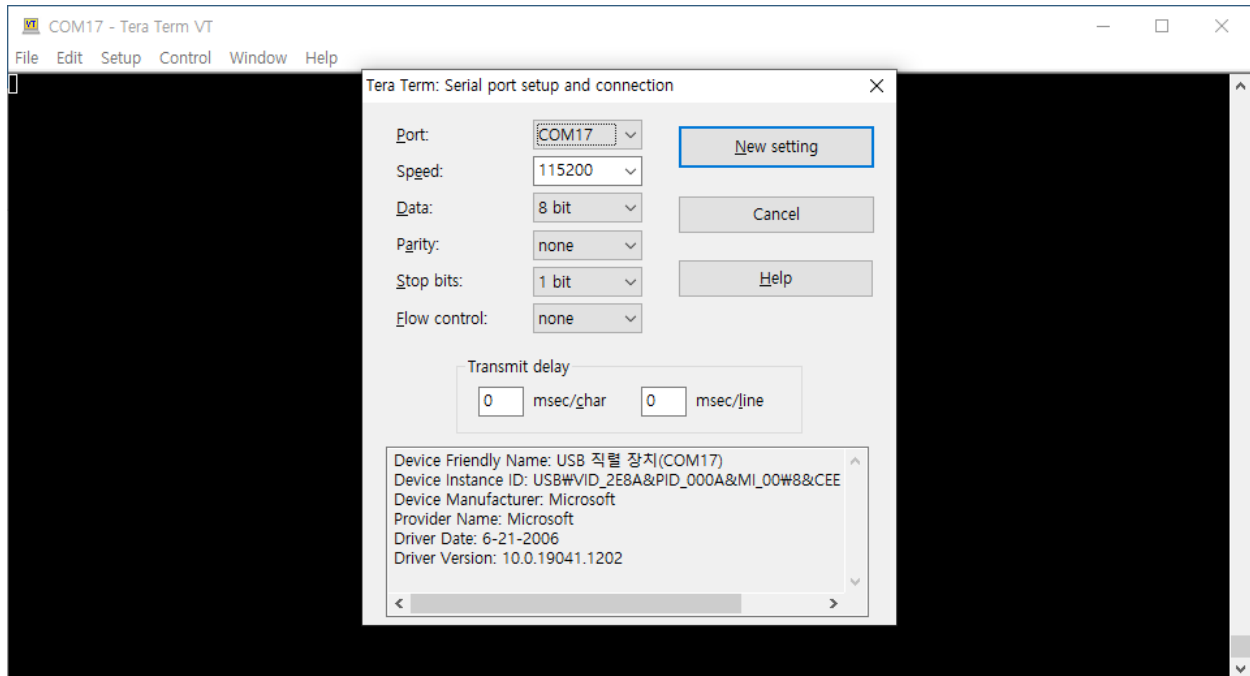 VT COM17 - Tera Term VT
File Edit Setup Control Window Help
Tera Term: Serial port setup and connection
Port: COM17 New setting
Speed: 115200
Data: 8 bit Cancel
Parity: none
Stop bits: 1 bit Help
Flow control: none
Transmit delay
0 msec/char 0 msec/line
Device Friendly Name: USB 직렬 장치(COM17)
Device Instance ID: USB₩VID_2E8A&PID_000A&MI_00₩8&CEE
Device Manufacturer: Microsoft
Provider Name: Microsoft
Driver Date: 6-21-2006
Driver Version: 10.0.19041.1202